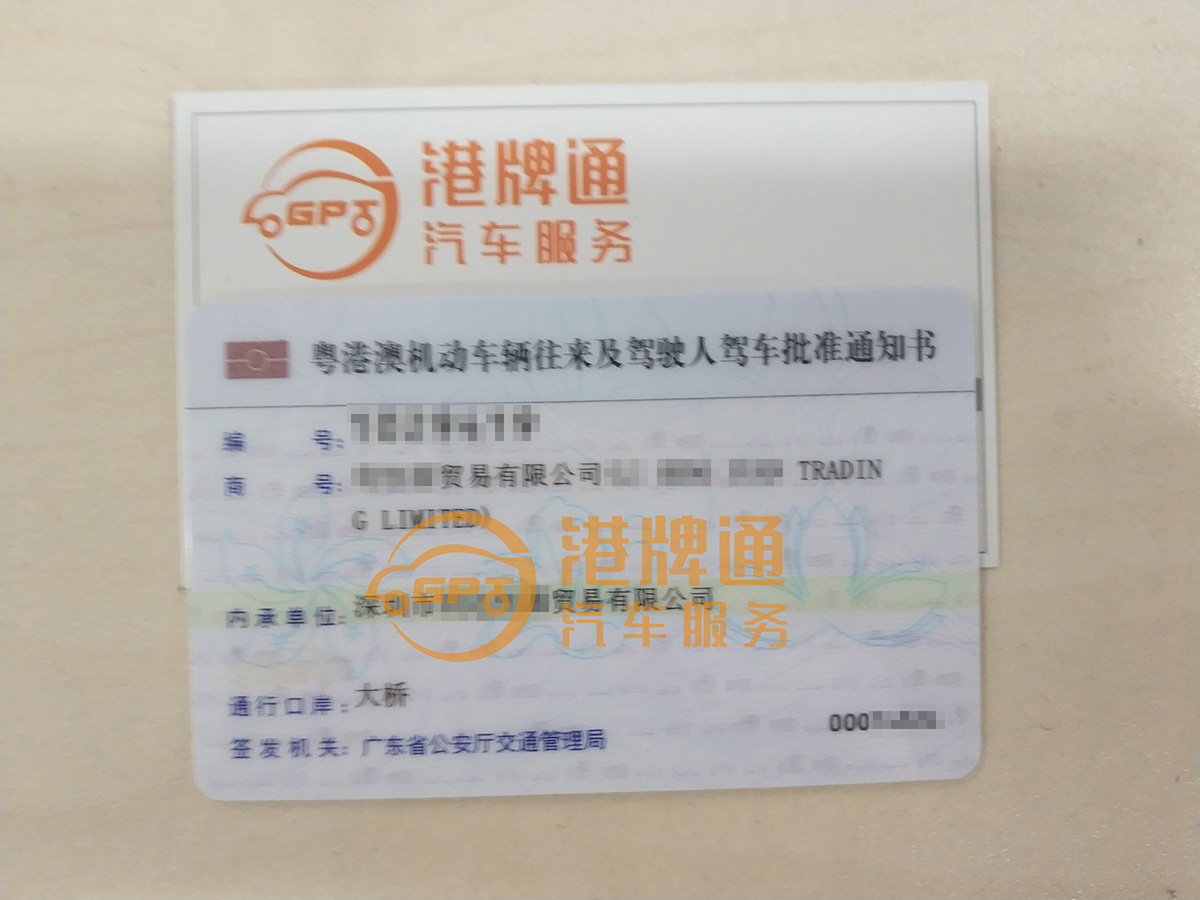 GPT
港牌通
汽车服务
粤港澳机动车辆往来及驾驶人驾车批准通知书
编 号:
商 号: 贸易有限公司 TRADIN
G LIMITED)
GPT
港牌通
汽车服务
内承单位: 深圳市 贸易有限公司
通行口岸: 大桥
000
签发机关: 广东省公安厅交通管理局